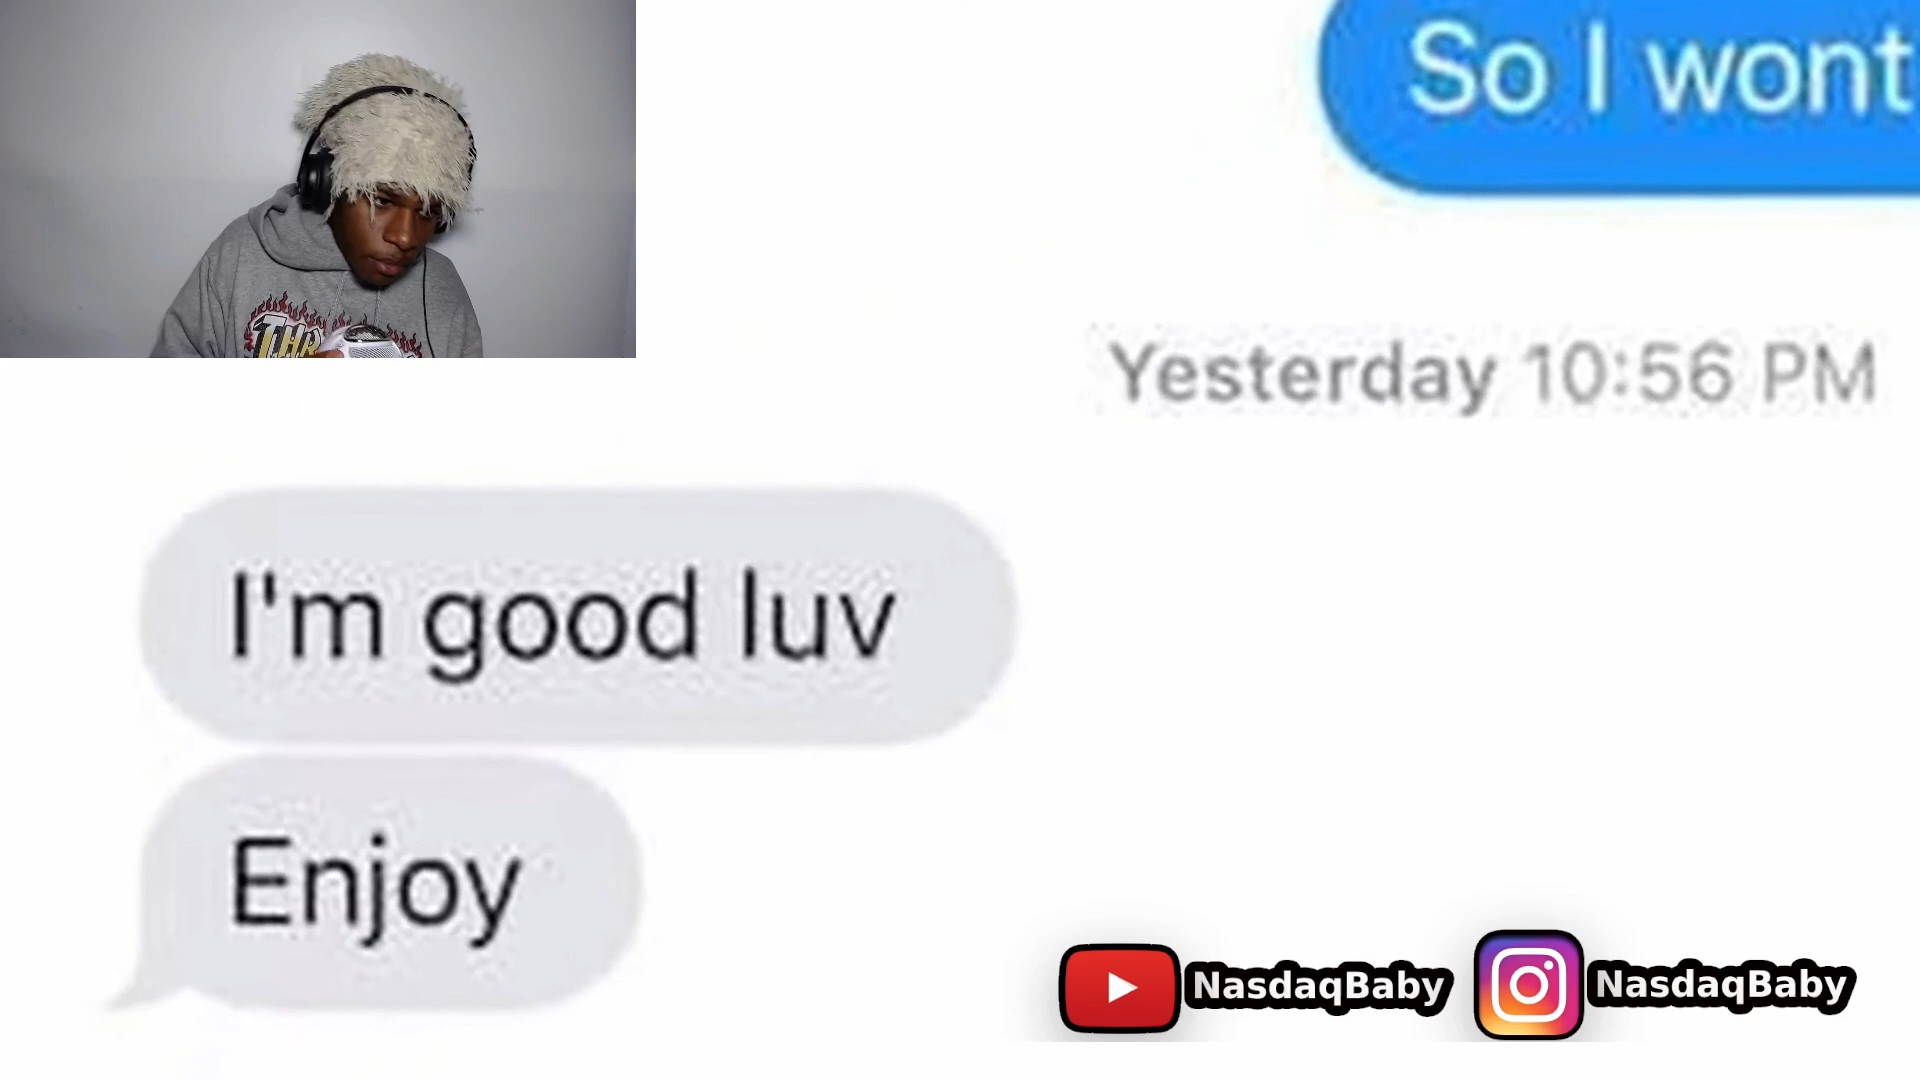 So I wont
Yesterday 10:56 PM
I'm good luv
Enjoy
NasdaqBaby
NasdaqBaby